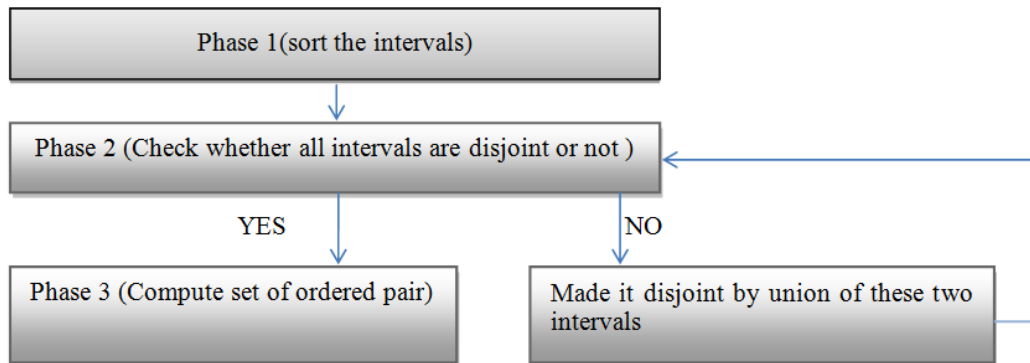 Phase 1(sort the intervals)
Phase 2 (Check whether all intervals are disjoint or not )
YES
NO
Phase 3 (Compute set of ordered pair)
Made it disjoint by union of these two
intervals